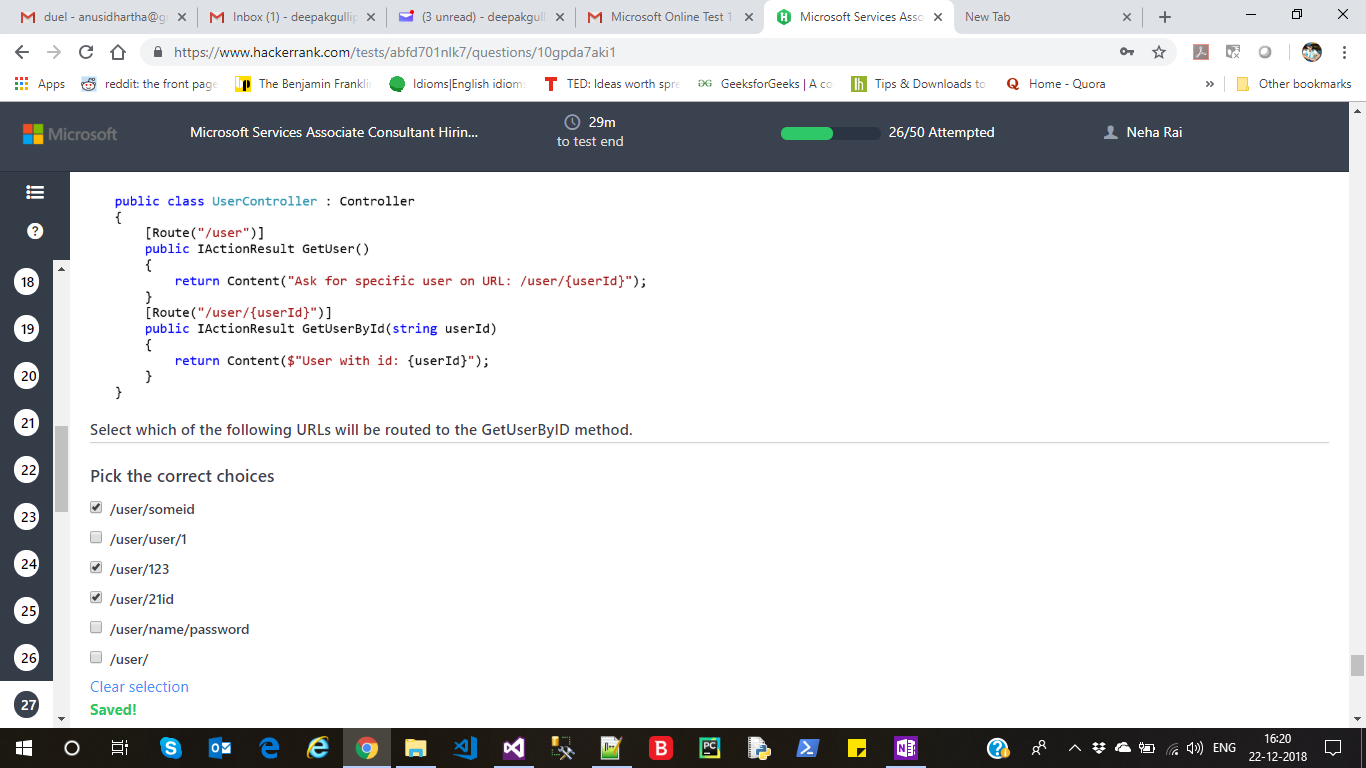 duel - anusidhartha@g
Inbox (1) - deepakgullip
(3 unread) - deepakgull
Microsoft Online Test 1
Microsoft Services Asso
New Tab
https://www.hackerrank.com/tests/abfd701nlk7/questions/10gpda7aki1
Apps
reddit: the front page
The Benjamin Franklin
Idioms|English idiom
TED: Ideas worth spre
GeeksforGeeks | A co
Tips & Downloads to
Home - Quora
»
Other bookmarks
Microsoft
Microsoft Services Associate Consultant Hirin...
29m
to test end
26/50 Attempted
Neha Rai
public class UserController : Controller
{
[Route("/user")]
public IActionResult GetUser()
{
return Content("Ask for specific user on URL: /user/{userId}");
}
[Route("/user/{userId}")]
public IActionResult GetUserById(string userId)
{
return Content($"User with id: {userId}");
}
}
18
19
20
21
22
23
24
25
26
27
Select which of the following URLs will be routed to the GetUserByID method.
Pick the correct choices
/user/someid
/user/user/1
/user/123
/user/21id
/user/name/password
/user/
Clear selection
Saved!
ENG
16:20
22-12-2018